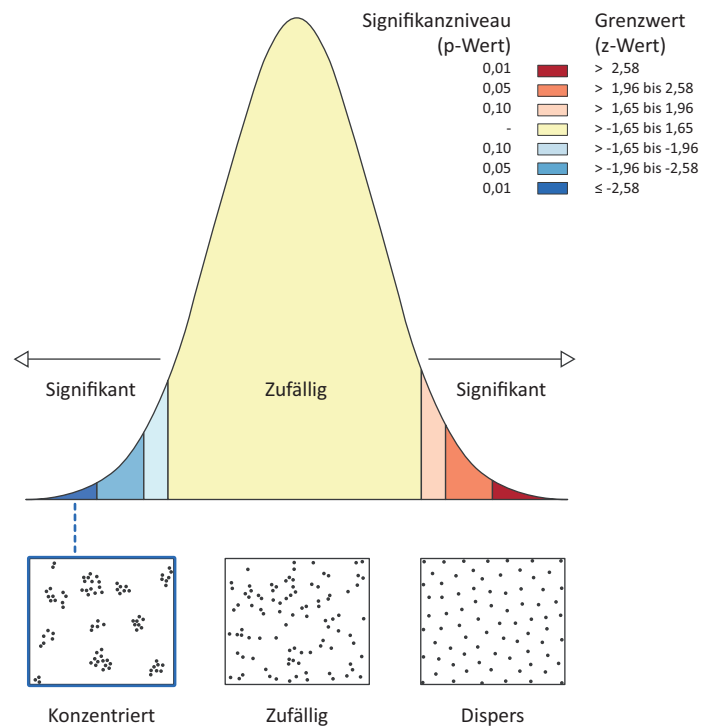 Signifikanzniveau Grenzwert
(p-Wert) (z-Wert)
0,01 > 2,58
0,05 > 1,96 bis 2,58
0,10 > 1,65 bis 1,96
- > -1,65 bis 1,65
0,10 > -1,65 bis -1,96
0,05 > -1,96 bis -2,58
0,01 ≤ -2,58
Signifikant Zufällig Signifikant
Konzentriert Zufällig Dispers